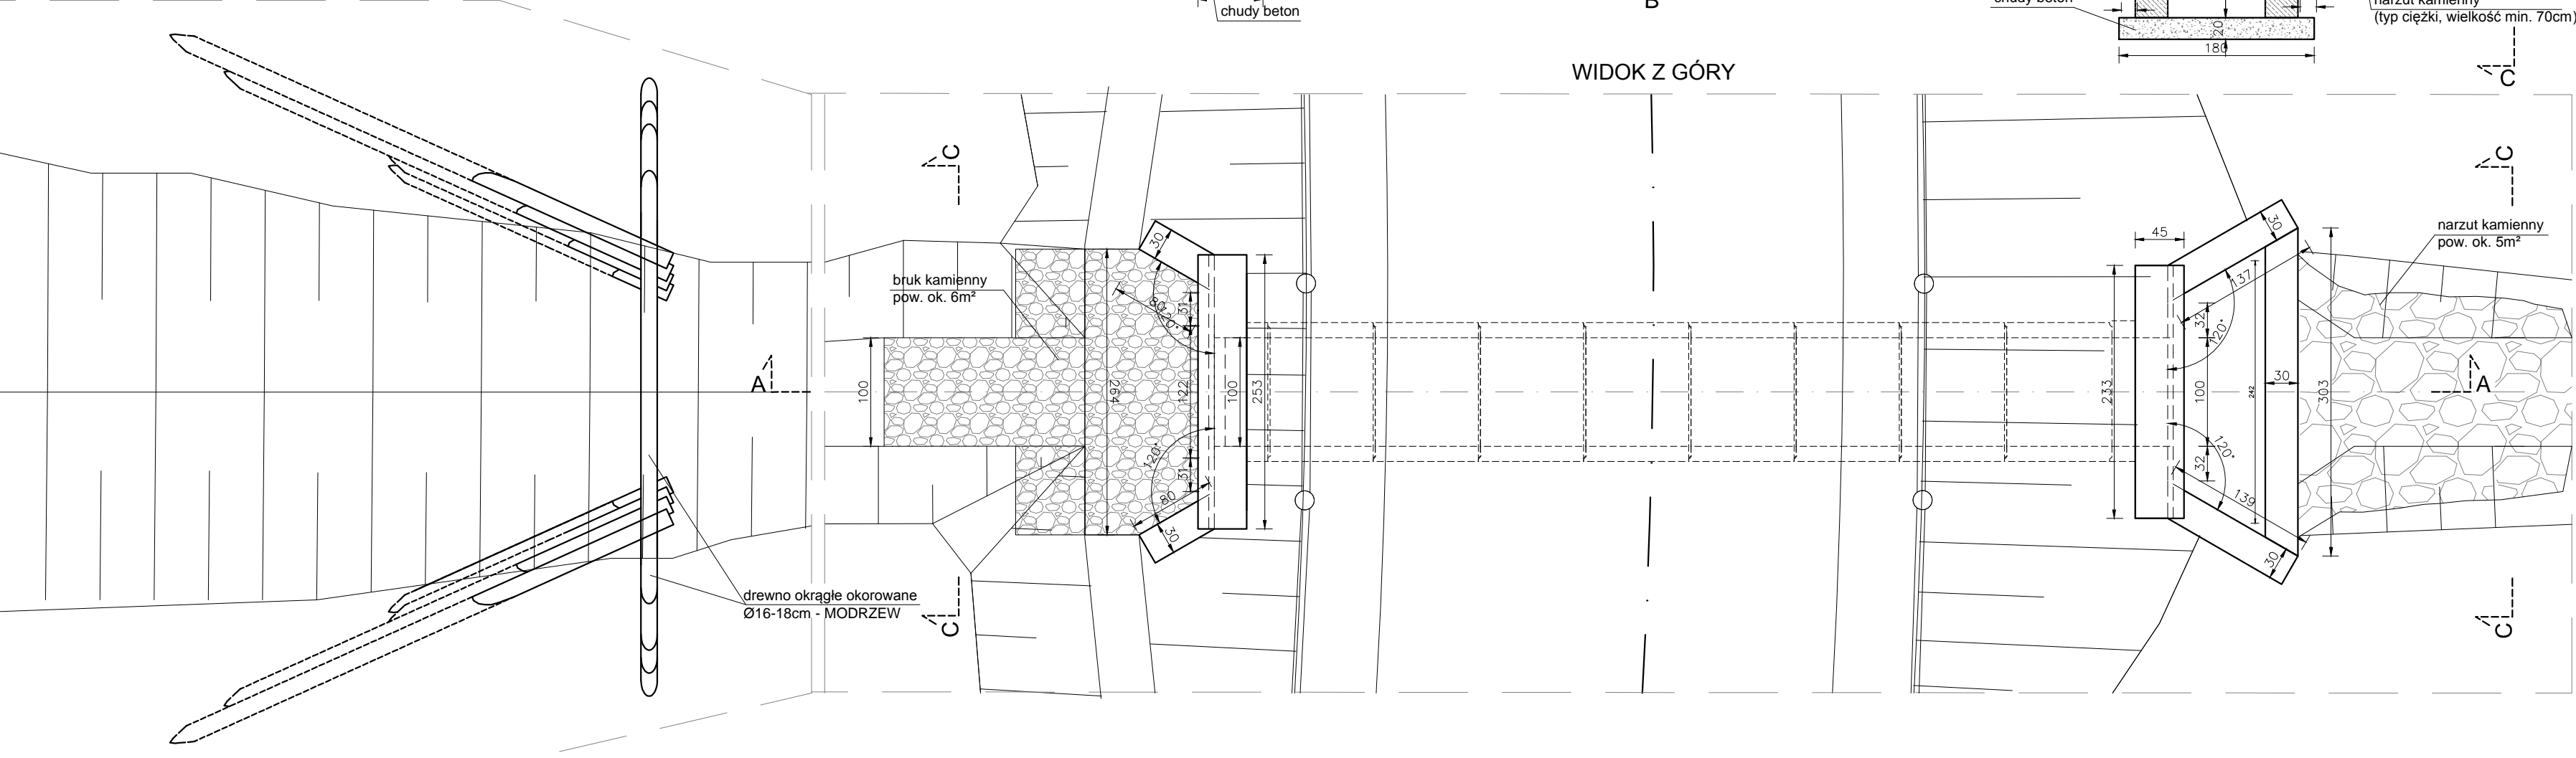 chudy beton
B
chudy beton
narzut kamienny
(typ ciężki, wielkość min. 70cm)
20
180
WIDOK Z GÓRY
C
C
C
bruk kamienny
pow. ok. 6m²
narzut kamienny
pow. ok. 5m²
A
A
100
264
30
80
120°
31
122
100
253
120°
31
80
30
45
233
30
137
32
120°
100
242
30
303
120°
32
139
30
drewno okrągłe okorowane
Ø16-18cm - MODRZEW
C
C